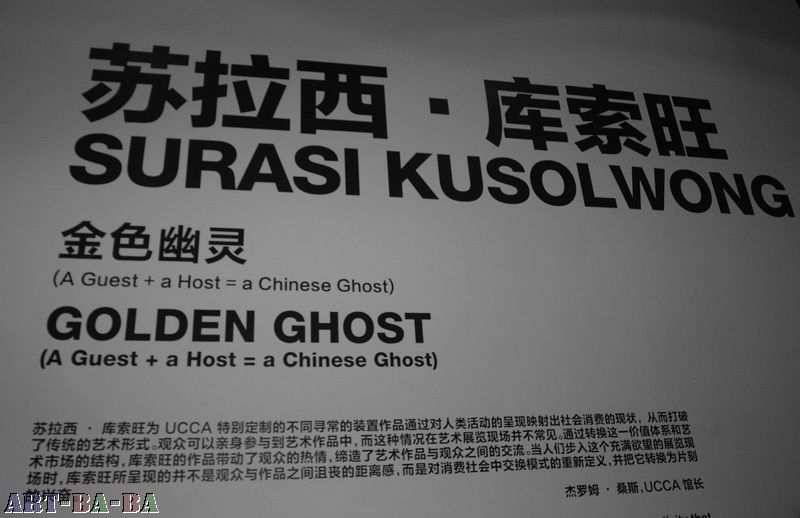 苏拉西·库索旺
SURASI KUSOLWONG
金色幽灵
(A Guest + a Host = a Chinese Ghost)
GOLDEN GHOST
(A Guest + a Host = a Chinese Ghost)
苏拉西·库索旺为 UCCA 特别定制的不同寻常的装置作品通过对人类活动的呈现映射出社会消费的现状，从而打破
了传统的艺术形式。观众可以亲身参与到艺术作品中，而这种情况在艺术展览现场并不常见。通过转换这一价值体系和艺
术市场的结构，库索旺的作品带动了观众的热情，缔造了艺术作品与观众之间的交流。当人们步入这个充满欲望的展览现
场时，库索旺所呈现的并不是观众与作品之间沮丧的距离感，而是对消费社会中交换模式的重新定义，并把它转换为片刻
的兴奋。
杰罗姆·桑斯，UCCA 馆长
ART-BA-BA
that